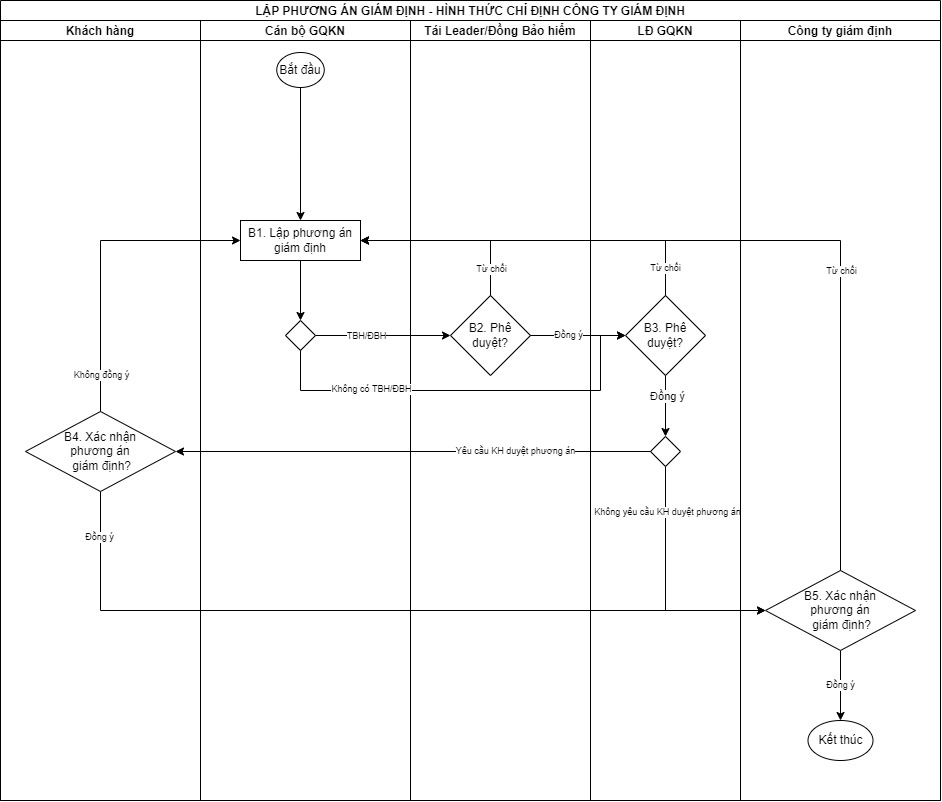 LẬP PHƯƠNG ÁN GIÁM ĐỊNH - HÌNH THỨC CHỈ ĐỊNH CÔNG TY GIÁM ĐỊNH
Khách hàng
Cán bộ GQKN
Tái Leader/Đồng Bảo hiểm
LĐ GQKN
Công ty giám định
Bắt đầu
B1. Lập phương án
giám định
Từ chối
Từ chối
Từ chối
TBH/ĐBH
B2. Phê
duyệt?
Đồng ý
B3. Phê
duyệt?
Không đồng ý
Không có TBH/ĐBH
Đồng ý
B4. Xác nhận
phương án
giám định?
Yêu cầu KH duyệt phương án
Không yêu cầu KH duyệt phương án
Đồng ý
B5. Xác nhận
phương án
giám định?
Đồng ý
Kết thúc